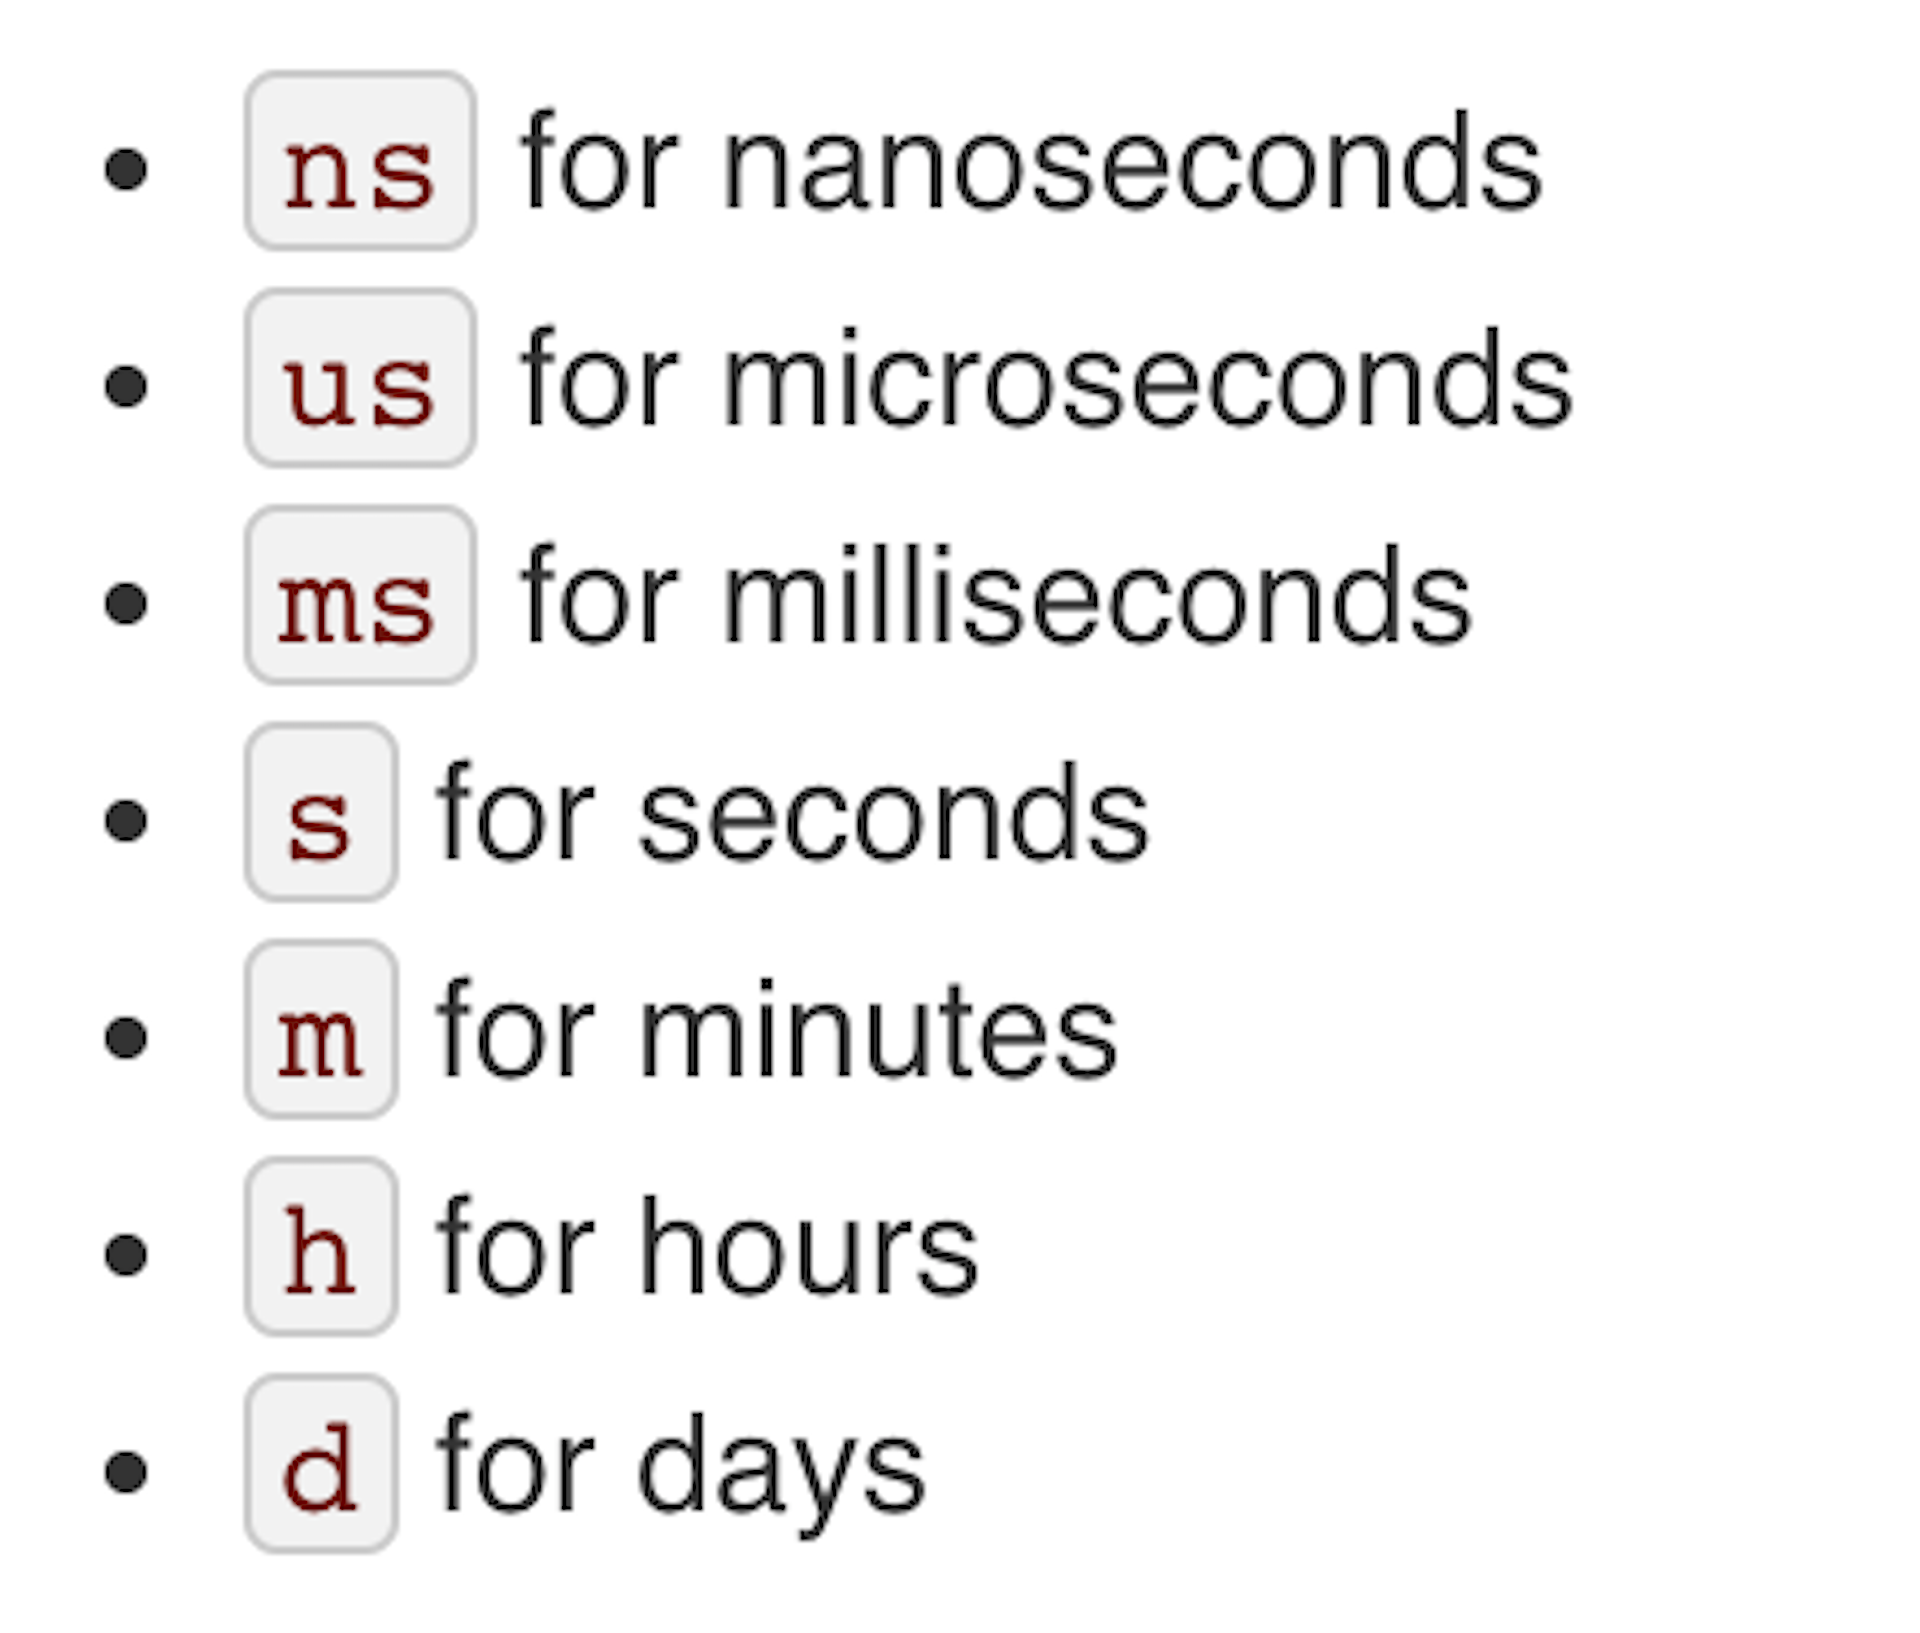 • ns for nanoseconds
• us for microseconds
• ms for milliseconds
• s for seconds
• m for minutes
• h for hours
• d for days